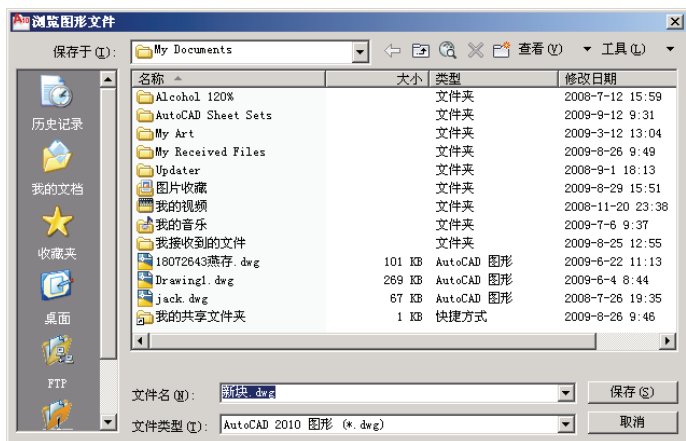 浏览图形文件
保存于(I): My Documents 查看(V) 工具(L)
名称 大小 类型 修改日期
Alcohol 120% 文件夹 2008-7-12 15:59
AutoCAD Sheet Sets 文件夹 2009-9-12 9:31
My Art 文件夹 2009-3-12 13:04
My Received Files 文件夹 2009-8-26 9:49
Updater 文件夹 2008-9-1 18:13
图片收藏 文件夹 2009-8-29 15:51
我的视频 文件夹 2008-11-20 23:38
我的音乐 文件夹 2009-7-6 9:37
我接收到的文件 文件夹 2009-8-25 12:55
18072643燕存.dwg 101 KB AutoCAD 图形 2009-6-22 11:13
Drawing1.dwg 269 KB AutoCAD 图形 2009-6-4 8:44
jack.dwg 67 KB AutoCAD 图形 2008-7-26 19:35
我的共享文件夹 1 KB 快捷方式 2009-8-26 9:46
历史记录
我的文档
收藏夹
桌面
FTP
文件名(N): 新块.dwg 保存(S)
文件类型(T): AutoCAD 2010 图形 (*.dwg) 取消